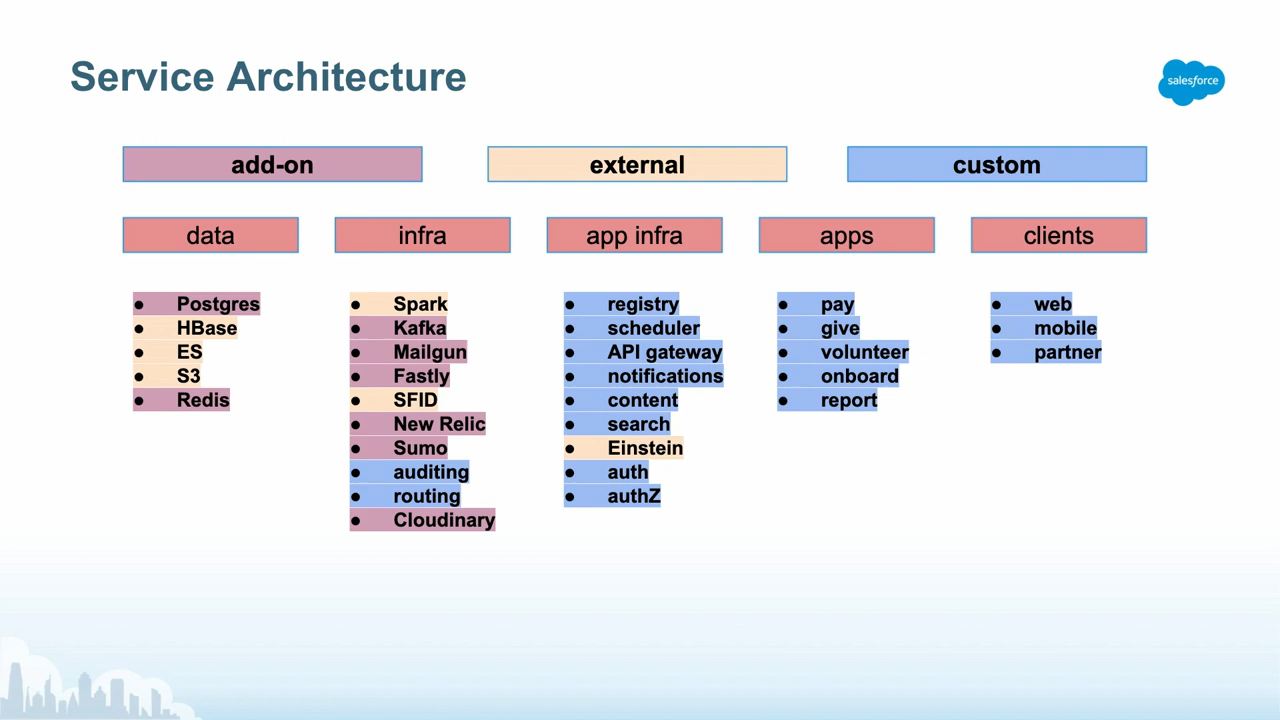 Service Architecture
salesforce
add-on
external
custom
data
infra
app infra
apps
clients
● Postgres
● HBase
● ES
● S3
● Redis
● Spark
● Kafka
● Mailgun
● Fastly
● SFID
● New Relic
● Sumo
● auditing
● routing
● Cloudinary
● registry
● scheduler
● API gateway
● notifications
● content
● search
● Einstein
● auth
● authZ
● pay
● give
● volunteer
● onboard
● report
● web
● mobile
● partner